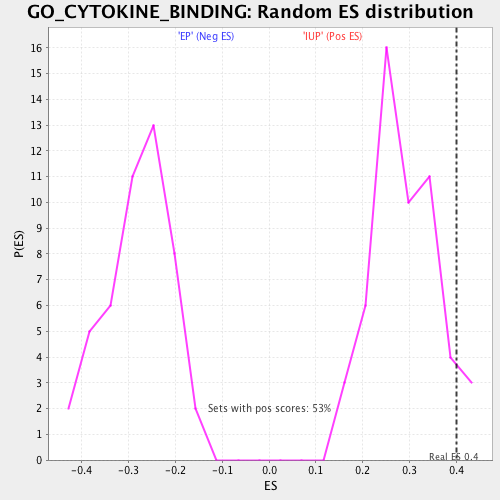 GO_CYTOKINE_BINDING: Random ES distribution
'EP' (Neg ES) 'IUP' (Pos ES)
16
15
14
13
12
11
10
9
8
7
6
5
4
3
2
1
0
P(ES)
Sets with pos scores: 53%
Real ES 0.4
-0.4 -0.3 -0.2 -0.1 0.0 0.1 0.2 0.3 0.4
ES